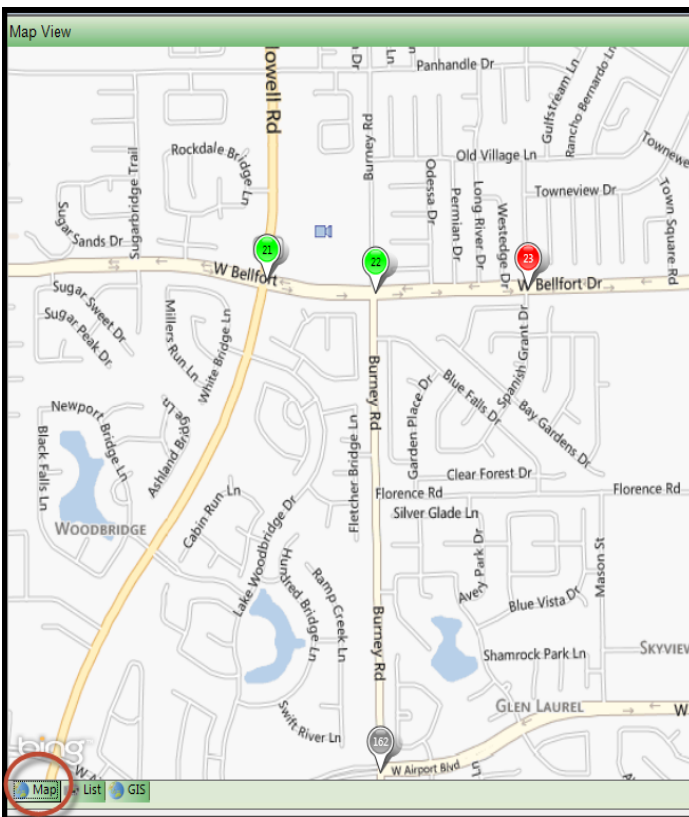 Map View
Howell Rd
Dr
Ln
Panhandle Dr
Gulfstream Ln
Rancho Bernardo Ln
Burney Rd
Rockdale Bridge Ln
Old Village Ln
Sugarbridge Trail
Odessa Dr
Permian Dr
Long River Dr
Westedge Dr
Towneview Dr
Town Square Rd
Sugar Sands Dr
21
22
23
W Bellfort
W Bellfort Dr
Sugar Sweet Dr
Sugar Peak Dr
Millers Run Ln
White Bridge Ln
Spanish Grant Dr
Burney Rd
Garden Place Dr
Blue Falls Dr
Bay Gardens Dr
Newport Bridge Ln
Black Falls Ln
Ashland Bridge Ln
Fletcher Bridge Ln
Clear Forest Dr
Cabin Run Ln
Florence Rd
Florence Rd
Silver Glade Ln
WOODBRIDGE
Lake Woodbridge Dr
Hundred Bridge Ln
Ramp Creek Ln
Avery Park Dr
Mason St
Blue Vista Dr
Burney Rd
Shamrock Park Ln
SKYVIEW
GLEN LAUREL
W
Swift River Ln
162
bing
W Airport Blvd
Ln
Map
List
GIS